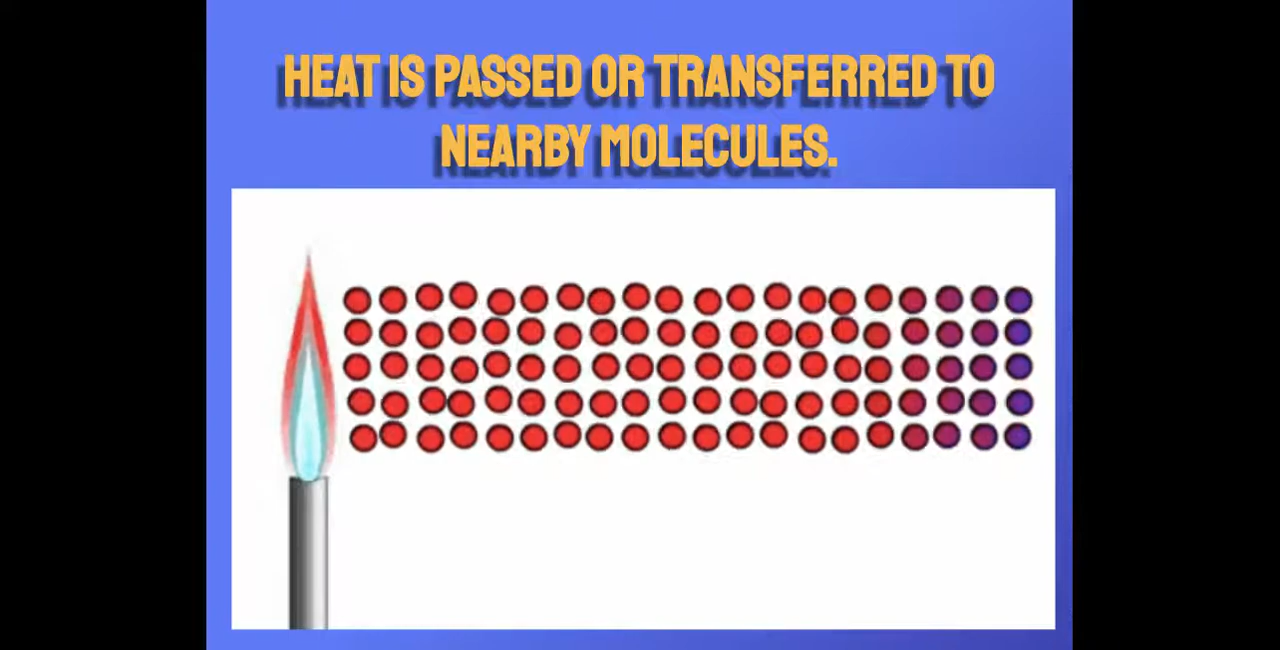 HEAT IS PASSED OR TRANSFERRED TO
NEARBY MOLECULES.